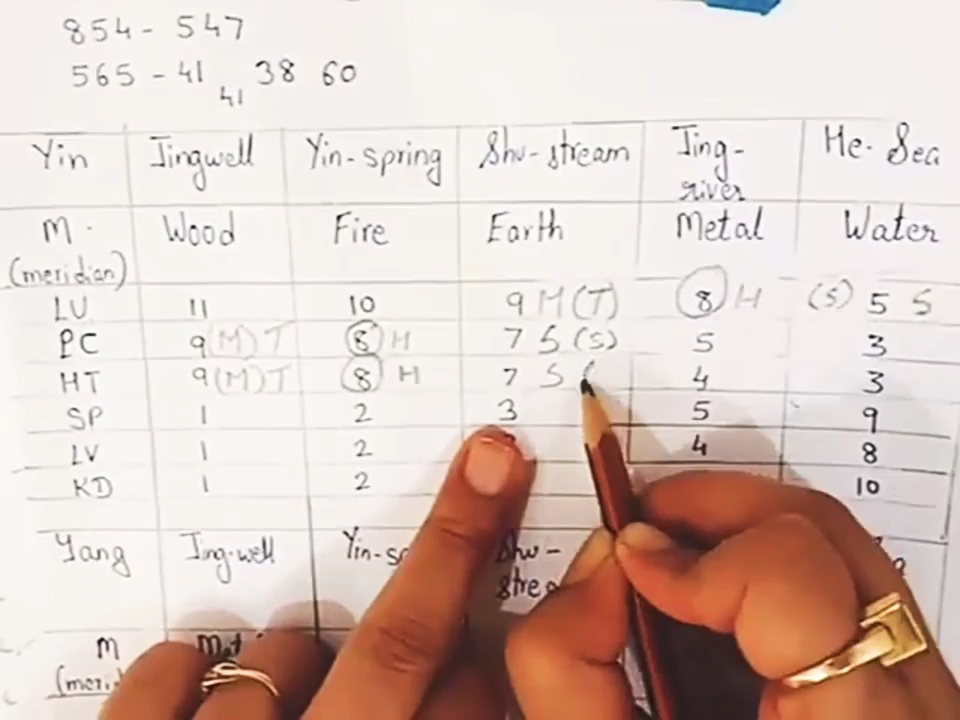 854 - 547
565 - 41 38 60
41
Yin Jingwell Yin-spring Shu-stream Jing-river He-Sea
M. (meridian) Wood Fire Earth Metal Water
LU 11 10 9 M (T) 8 H (S) 5 S
PC 9 (M) T 8 H 7 S (S) 5 3
HT 9 (M) T 8 H 7 S ( 4 3
SP 1 2 3 5 9
LV 1 2 4 8
KD 1 2 10
Yang Jing-well Yin-sp Shu-strea
M (meri